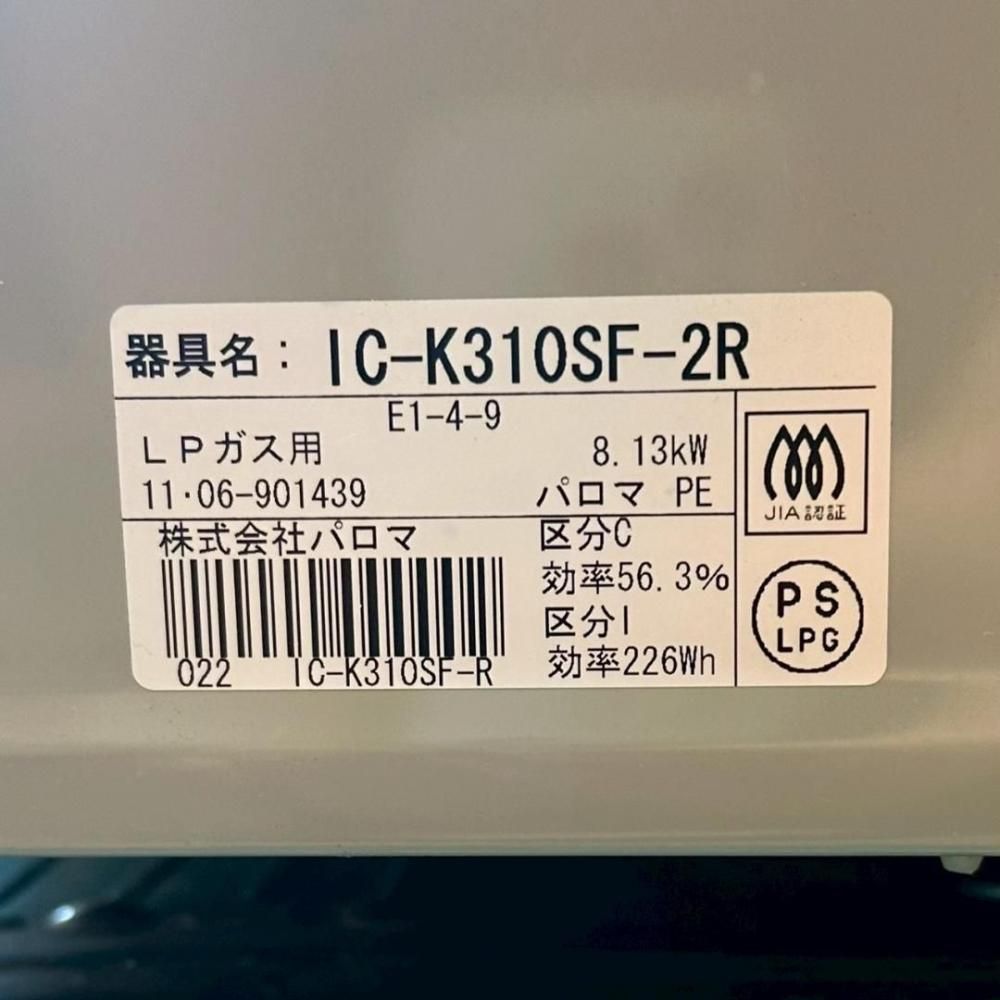 器具名：IC-K310SF-2R
E1-4-9
LPガス用 8.13kW
11・06-901439 パロマ PE
JIA認証
株式会社パロマ
022 IC-K310SF-R
区分C
効率56.3%
区分I
効率226Wh
PS
LPG